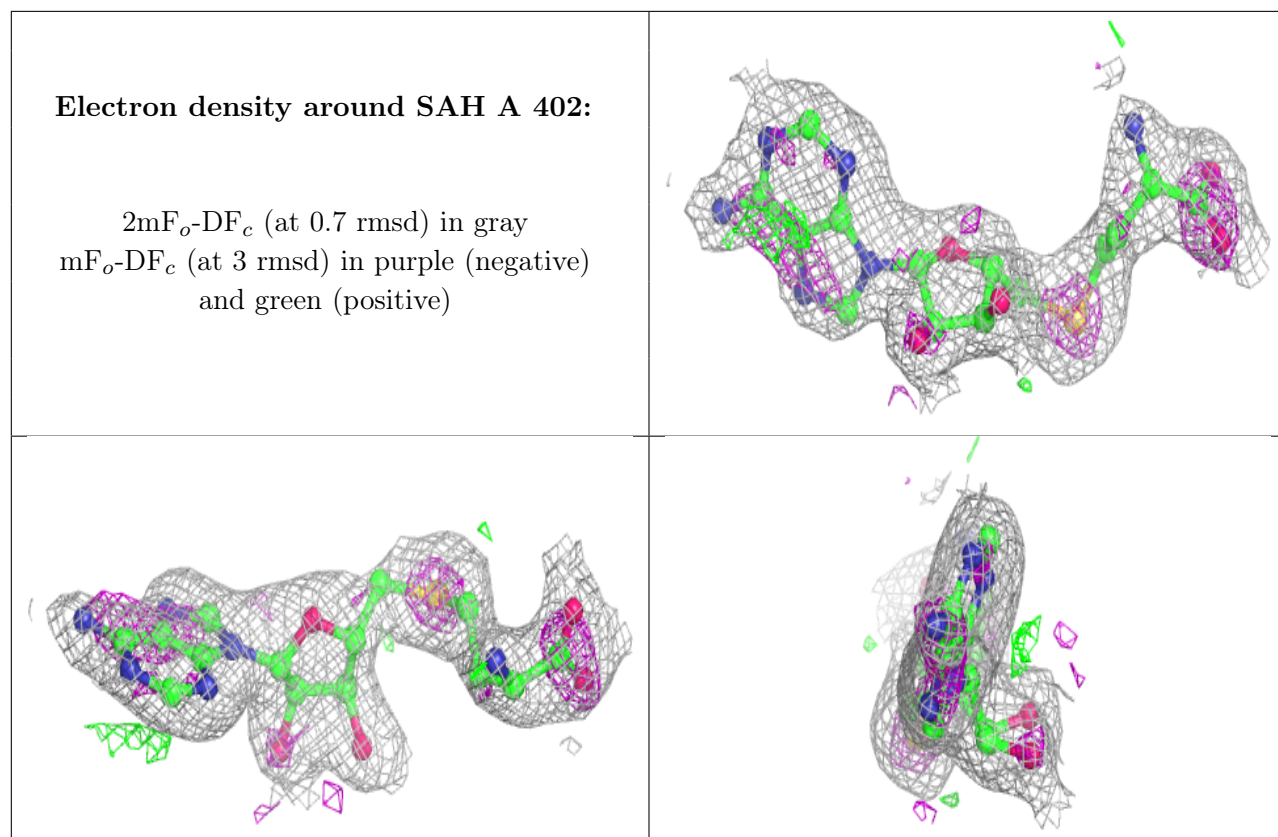 Electron density around SAH A 402:
2mFo-DFc (at 0.7 rmsd) in gray
mFo-DFc (at 3 rmsd) in purple (negative)
and green (positive)